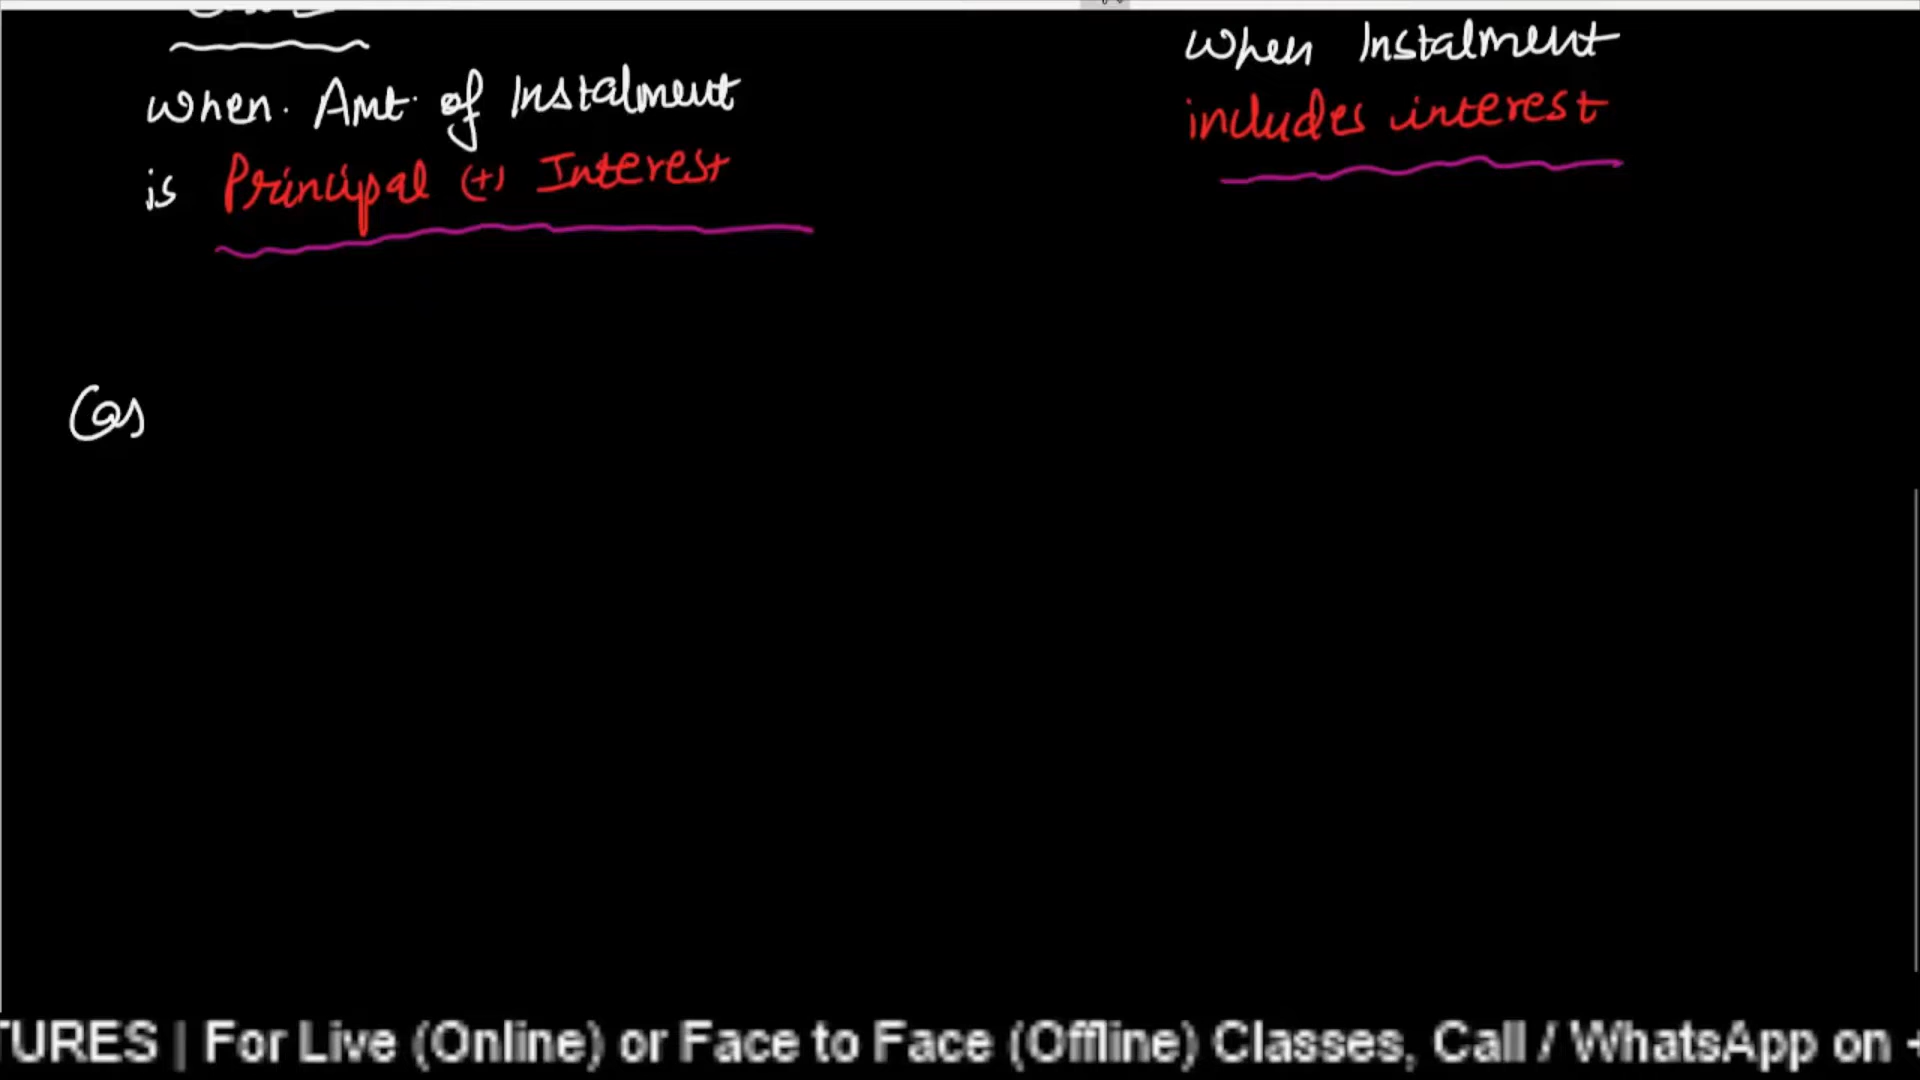 When. Amt. of Instalment
is Principal (+) Interest
When Instalment
includes interest
Cas
TURES | For Live (Online) or Face to Face (Offline) Classes, Call / WhatsApp on +